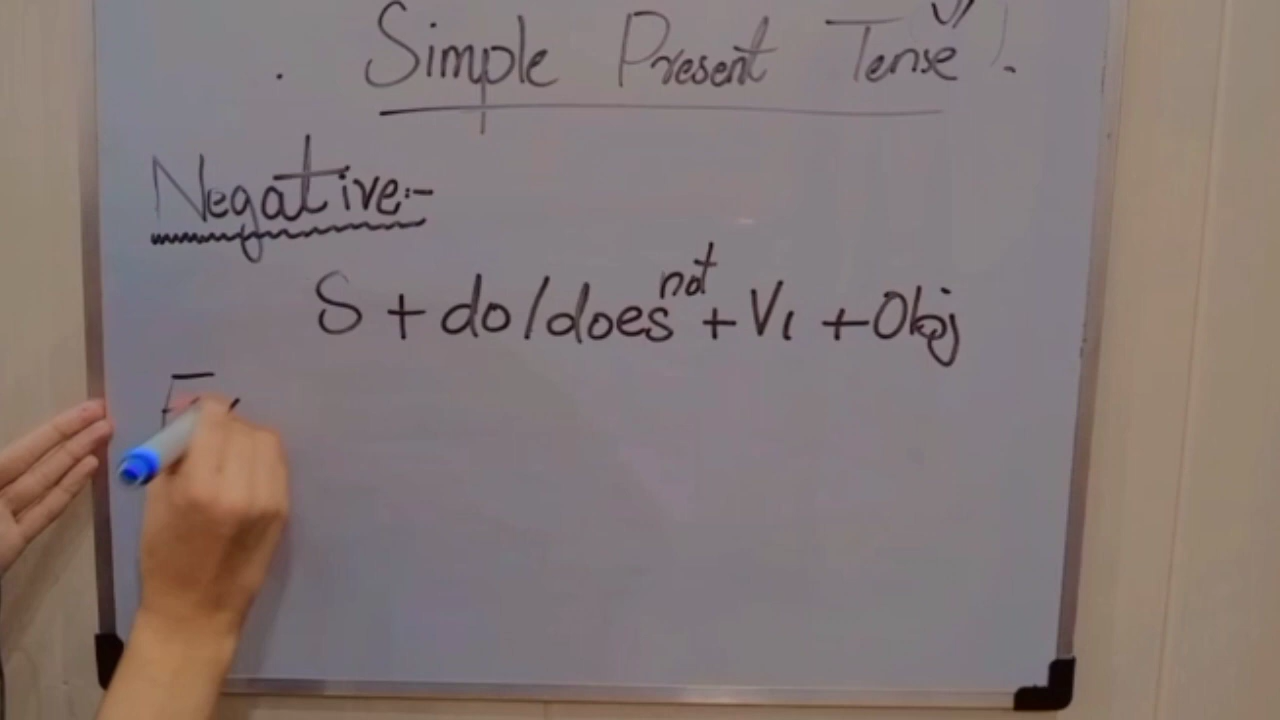 . Simple Present Tense ) .
Negative:-
S + do/does not + V1 + Obj